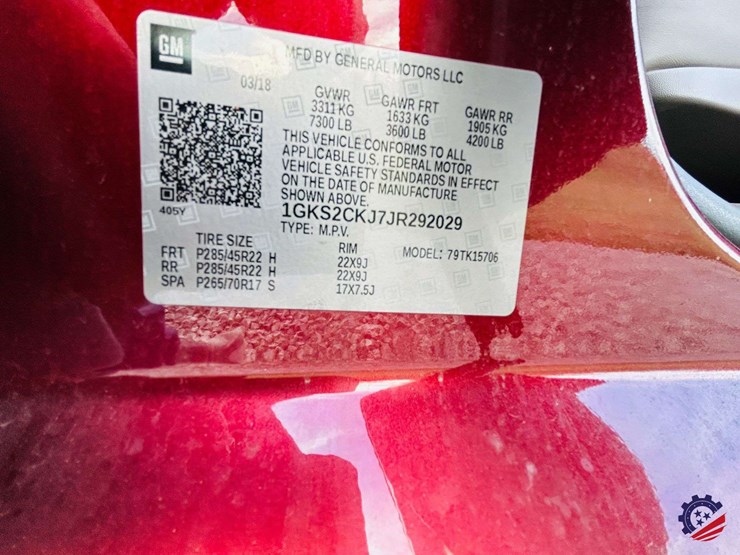 GM
MFD BY GENERAL MOTORS LLC
03/18
GVWR GAWR FRT GAWR RR
3311 KG 1633 KG 1905 KG
7300 LB 3600 LB 4200 LB
THIS VEHICLE CONFORMS TO ALL
APPLICABLE U.S. FEDERAL MOTOR
VEHICLE SAFETY STANDARDS IN EFFECT
ON THE DATE OF MANUFACTURE
SHOWN ABOVE.
405Y
1GKS2CKJ7JR292029
TYPE: M.P.V. MODEL: 79TK15706
TIRE SIZE RIM
FRT P285/45R22 H 22X9J
RR P285/45R22 H 22X9J
SPA P265/70R17 S 17X7.5J